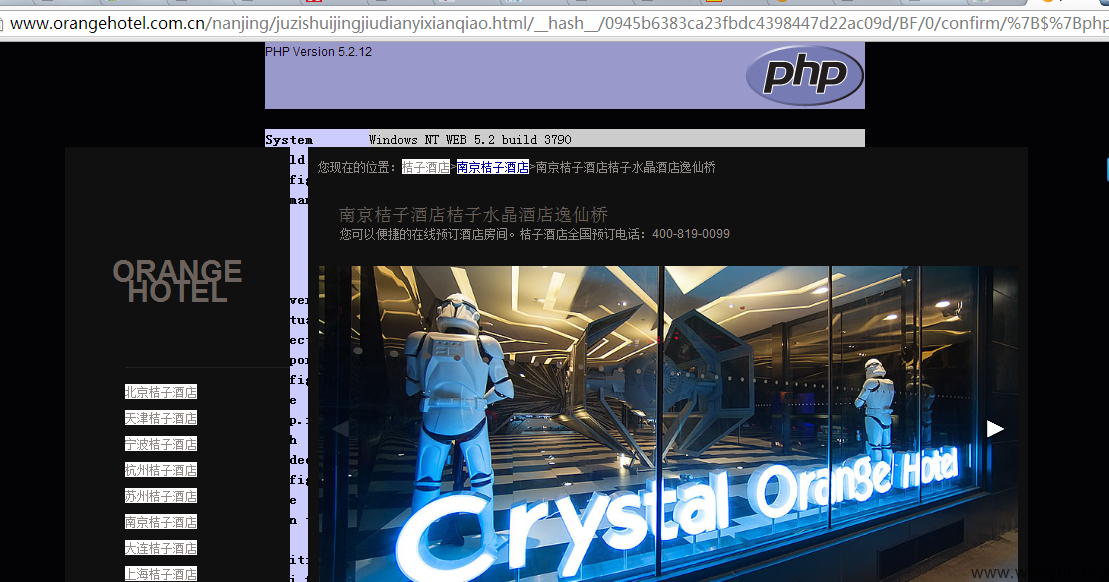 www.orangehotel.com.cn/nanjing/juzishuijingjiudianyixianqiao.html/__hash__/0945b6383ca23fbdc4398447d22ac09d/BF/0/confirm/%7B$%7Bphp
PHP Version 5.2.12
php
System Windows NT WEB 5.2 build 3790
您现在的位置：桔子酒店>南京桔子酒店>南京桔子酒店桔子水晶酒店逸仙桥
南京桔子酒店桔子水晶酒店逸仙桥
您可以便捷的在线预订酒店房间。桔子酒店全国预订电话：400-819-0099
ORANGE
HOTEL
Crystal Orange Hotel
北京桔子酒店
天津桔子酒店
宁波桔子酒店
杭州桔子酒店
苏州桔子酒店
南京桔子酒店
大连桔子酒店
上海桔子酒店